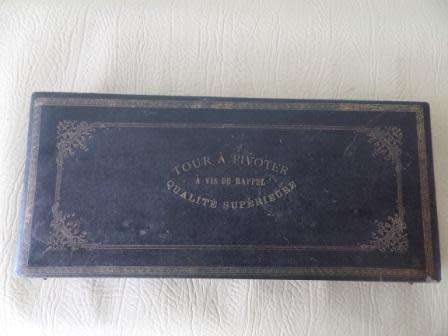 TOUR À PIVOTER
À VIS DE RAPPEL
QUALITÉ SUPÉRIEURE